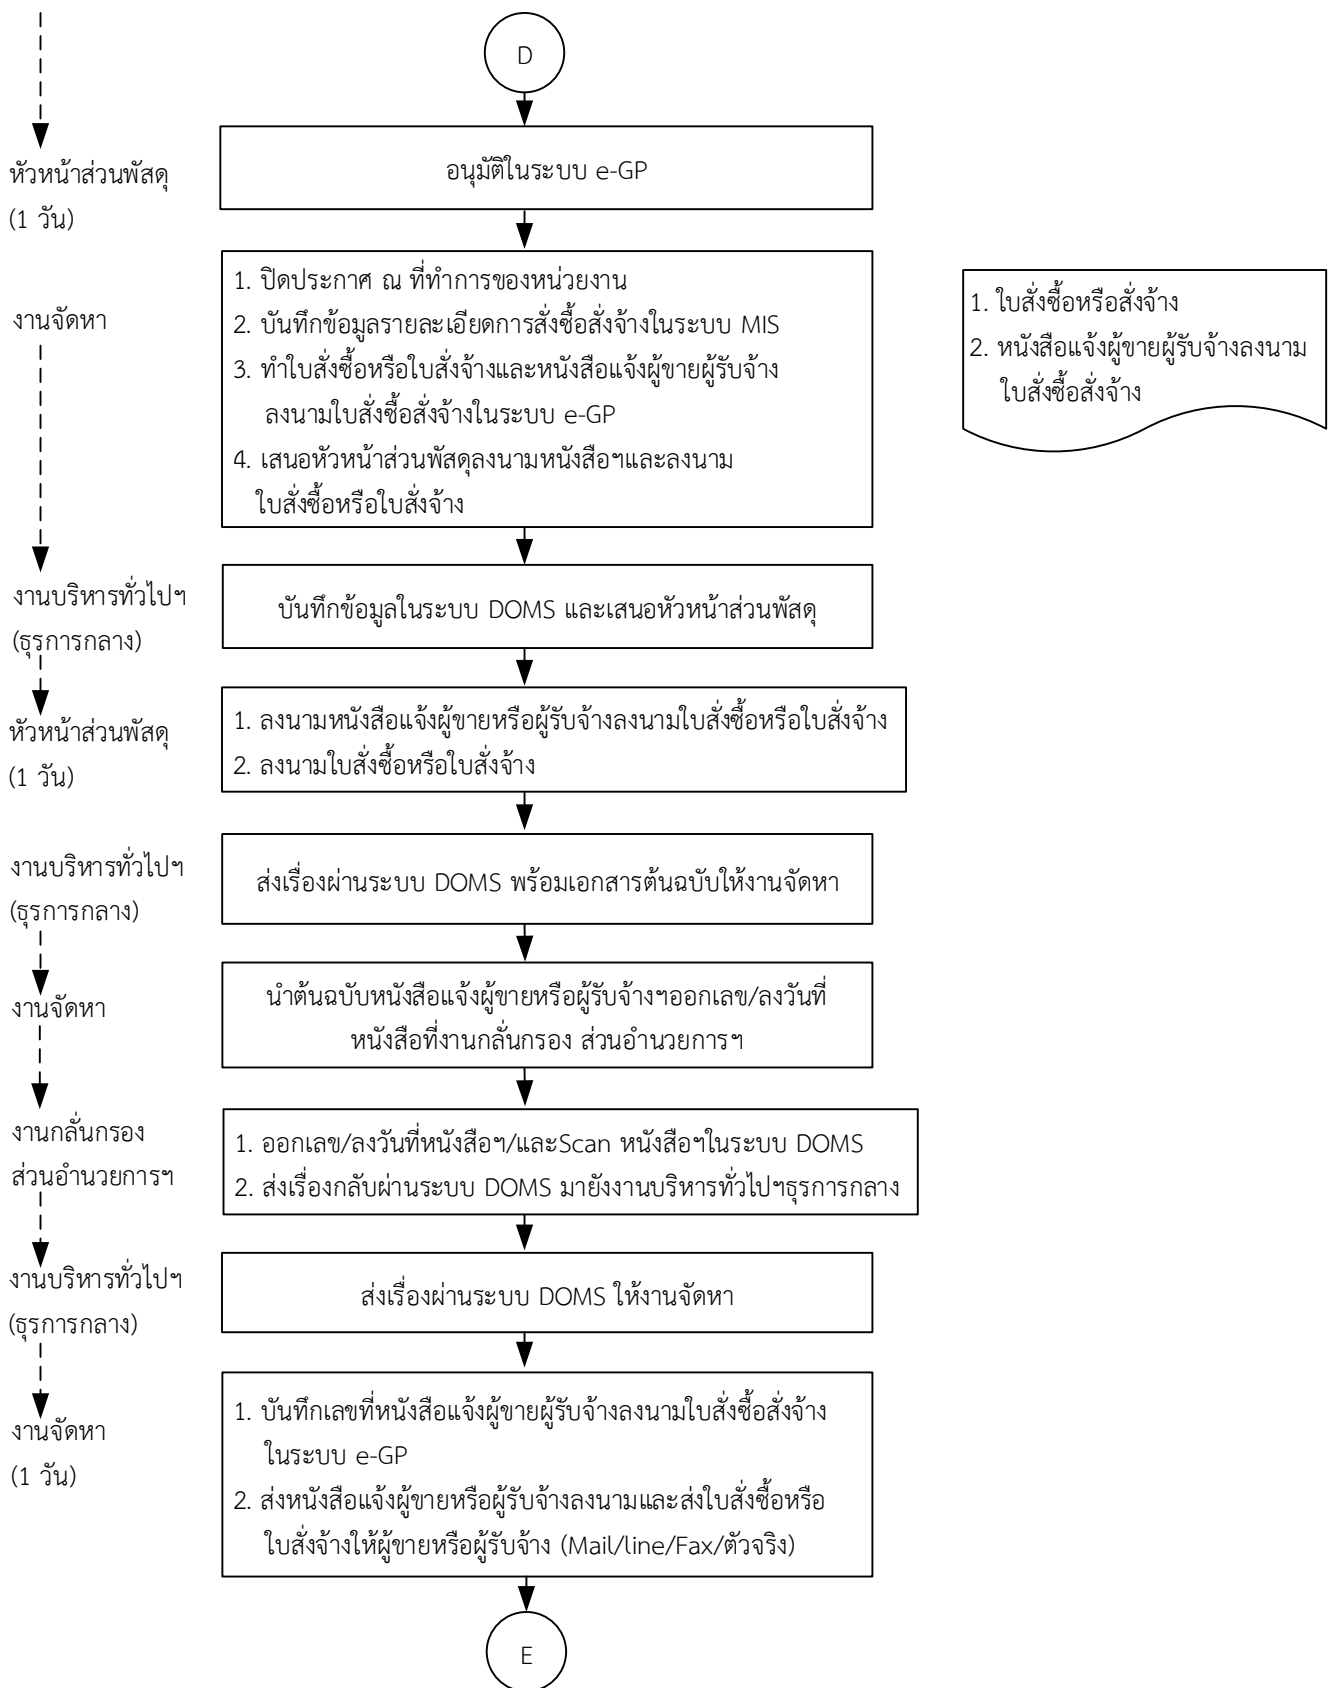 D
หัวหน้าส่วนพัสดุ
(1 วัน)
อนุมัติในระบบ e-GP
งานจัดหา
1. ปิดประกาศ ณ ที่ทำการของหน่วยงาน
2. บันทึกข้อมูลรายละเอียดการสั่งซื้อสั่งจ้างในระบบ MIS
3. ทำใบสั่งซื้อหรือใบสั่งจ้างและหนังสือแจ้งผู้ขายผู้รับจ้าง
ลงนามใบสั่งซื้อสั่งจ้างในระบบ e-GP
4. เสนอหัวหน้าส่วนพัสดุลงนามหนังสือฯและลงนาม
ใบสั่งซื้อหรือใบสั่งจ้าง
1. ใบสั่งซื้อหรือสั่งจ้าง
2. หนังสือแจ้งผู้ขายผู้รับจ้างลงนาม
ใบสั่งซื้อสั่งจ้าง
งานบริหารทั่วไปฯ
(ธุรการกลาง)
บันทึกข้อมูลในระบบ DOMS และเสนอหัวหน้าส่วนพัสดุ
หัวหน้าส่วนพัสดุ
(1 วัน)
1. ลงนามหนังสือแจ้งผู้ขายหรือผู้รับจ้างลงนามใบสั่งซื้อหรือใบสั่งจ้าง
2. ลงนามใบสั่งซื้อหรือใบสั่งจ้าง
งานบริหารทั่วไปฯ
(ธุรการกลาง)
ส่งเรื่องผ่านระบบ DOMS พร้อมเอกสารต้นฉบับให้งานจัดหา
งานจัดหา
นำต้นฉบับหนังสือแจ้งผู้ขายหรือผู้รับจ้างฯออกเลข/ลงวันที่
หนังสือที่งานกลั่นกรอง ส่วนอำนวยการฯ
งานกลั่นกรอง
ส่วนอำนวยการฯ
1. ออกเลข/ลงวันที่หนังสือฯ/และScan หนังสือฯในระบบ DOMS
2. ส่งเรื่องกลับผ่านระบบ DOMS มายังงานบริหารทั่วไปฯธุรการกลาง
งานบริหารทั่วไปฯ
(ธุรการกลาง)
ส่งเรื่องผ่านระบบ DOMS ให้งานจัดหา
งานจัดหา
(1 วัน)
1. บันทึกเลขที่หนังสือแจ้งผู้ขายผู้รับจ้างลงนามใบสั่งซื้อสั่งจ้าง
ในระบบ e-GP
2. ส่งหนังสือแจ้งผู้ขายหรือผู้รับจ้างลงนามและส่งใบสั่งซื้อหรือ
ใบสั่งจ้างให้ผู้ขายหรือผู้รับจ้าง (Mail/line/Fax/ตัวจริง)
E